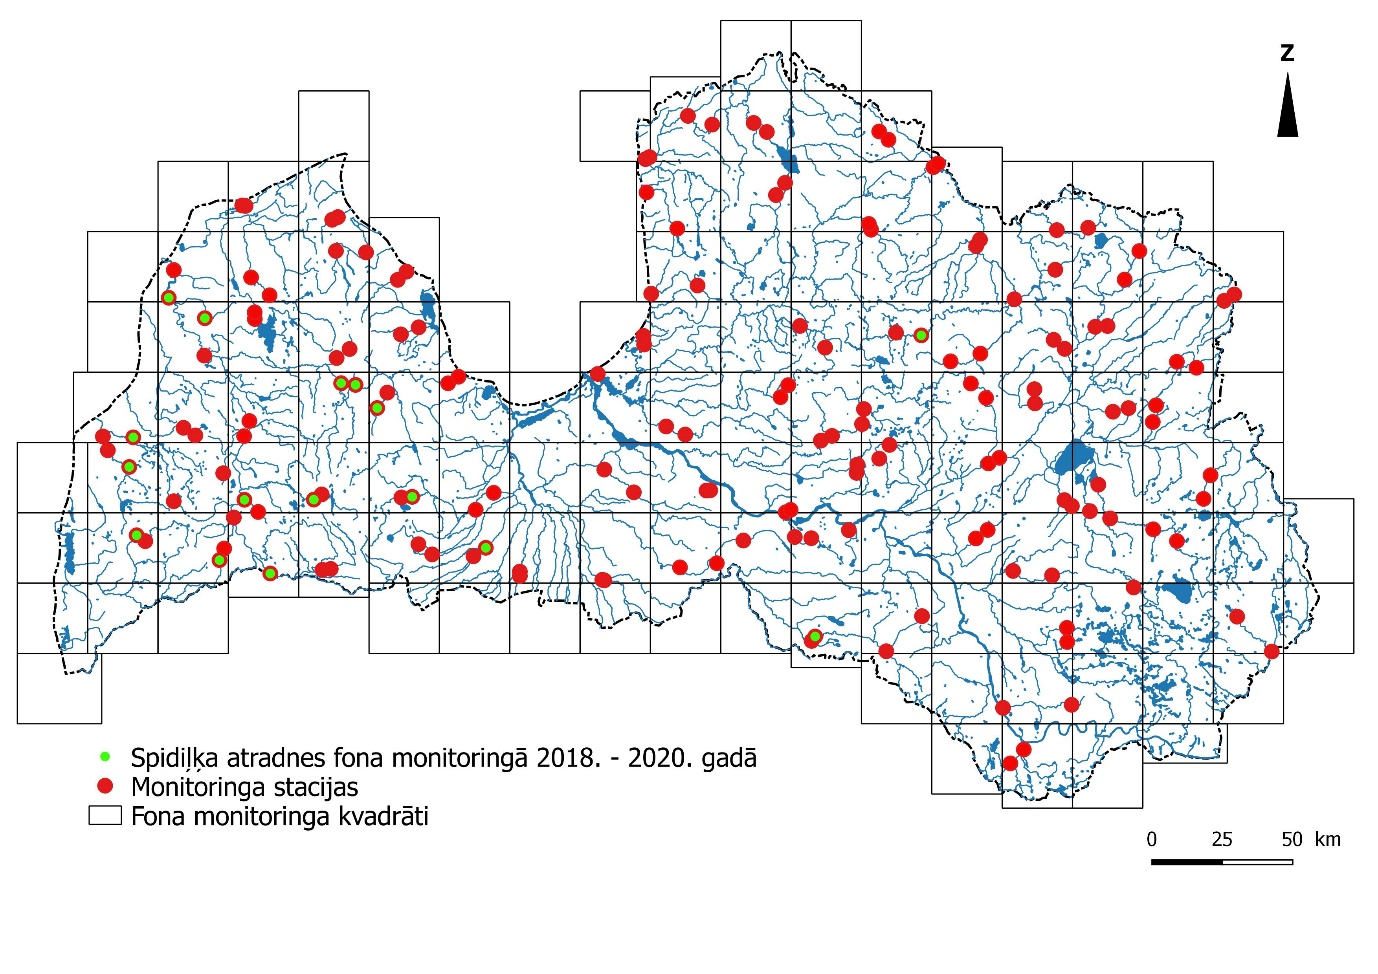 Z
Spidiļķa atradnes fona monitoringā 2018. - 2020. gadā
Monitoringa stacijas
Fona monitoringa kvadrāti
0 25 50 km